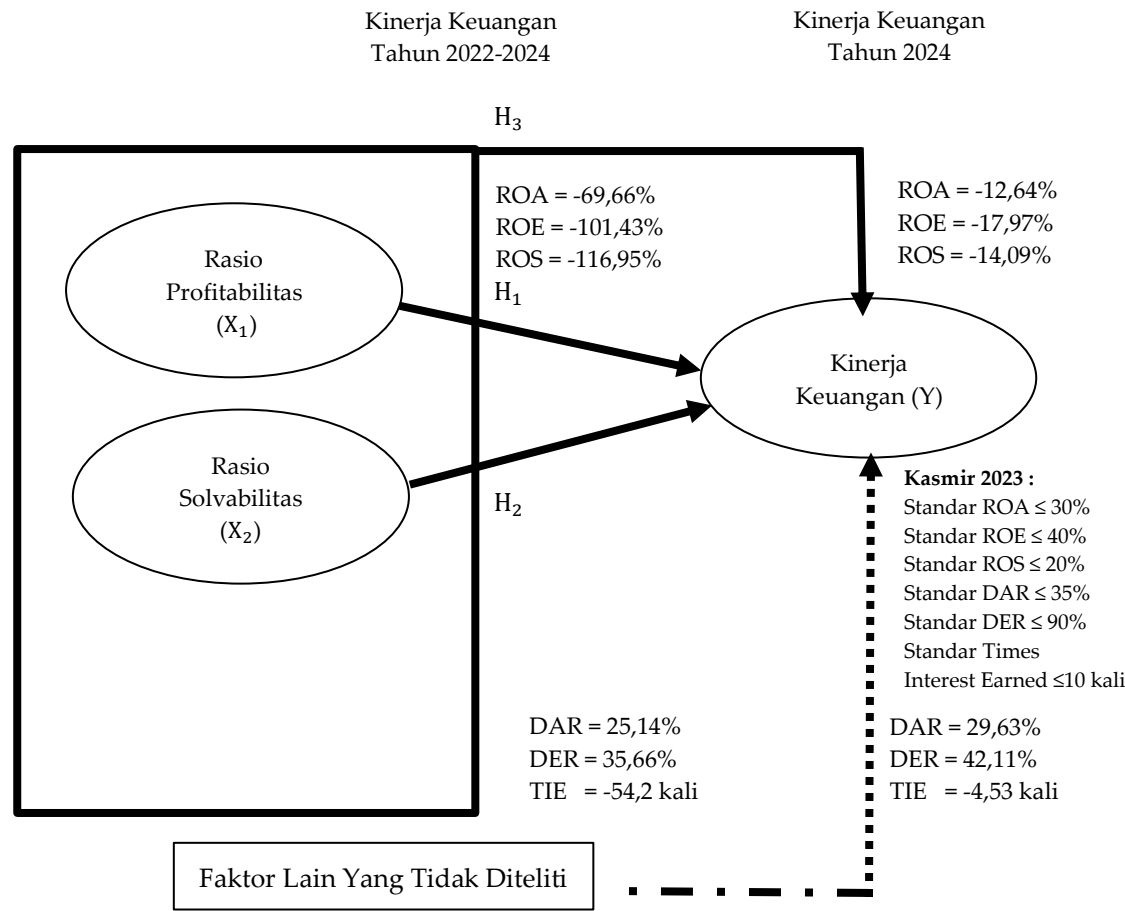 Kinerja Keuangan
Tahun 2022-2024
Kinerja Keuangan
Tahun 2024
H₃
ROA = -69,66%
ROE = -101,43%
ROS = -116,95%
ROA = -12,64%
ROE = -17,97%
ROS = -14,09%
Rasio
Profitabilitas
(X₁)
H₁
Kinerja
Keuangan (Y)
Rasio
Solvabilitas
(X₂)
H₂
Kasmir 2023 :
Standar ROA ≤ 30%
Standar ROE ≤ 40%
Standar ROS ≤ 20%
Standar DAR ≤ 35%
Standar DER ≤ 90%
Standar Times
Interest Earned ≤10 kali
DAR = 25,14%
DER = 35,66%
TIE = -54,2 kali
DAR = 29,63%
DER = 42,11%
TIE = -4,53 kali
Faktor Lain Yang Tidak Diteliti